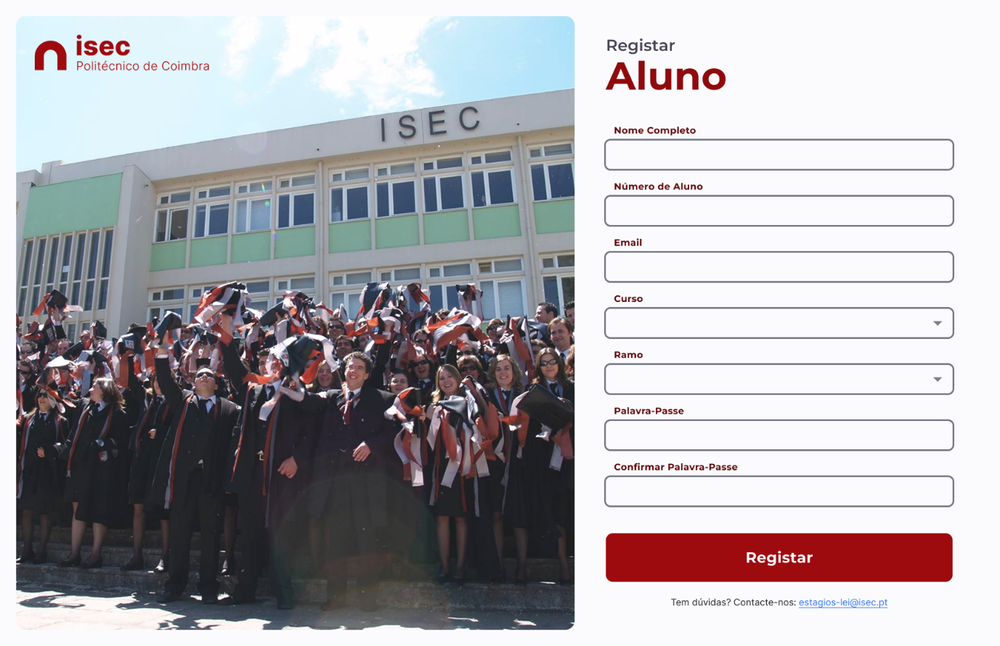 isec
Politécnico de Coimbra
ISEC
Registar
Aluno
Nome Completo
Número de Aluno
Email
Curso
Ramo
Palavra-Passe
Confirmar Palavra-Passe
Registar
Tem dúvidas? Contacte-nos: estagios-lei@isec.pt